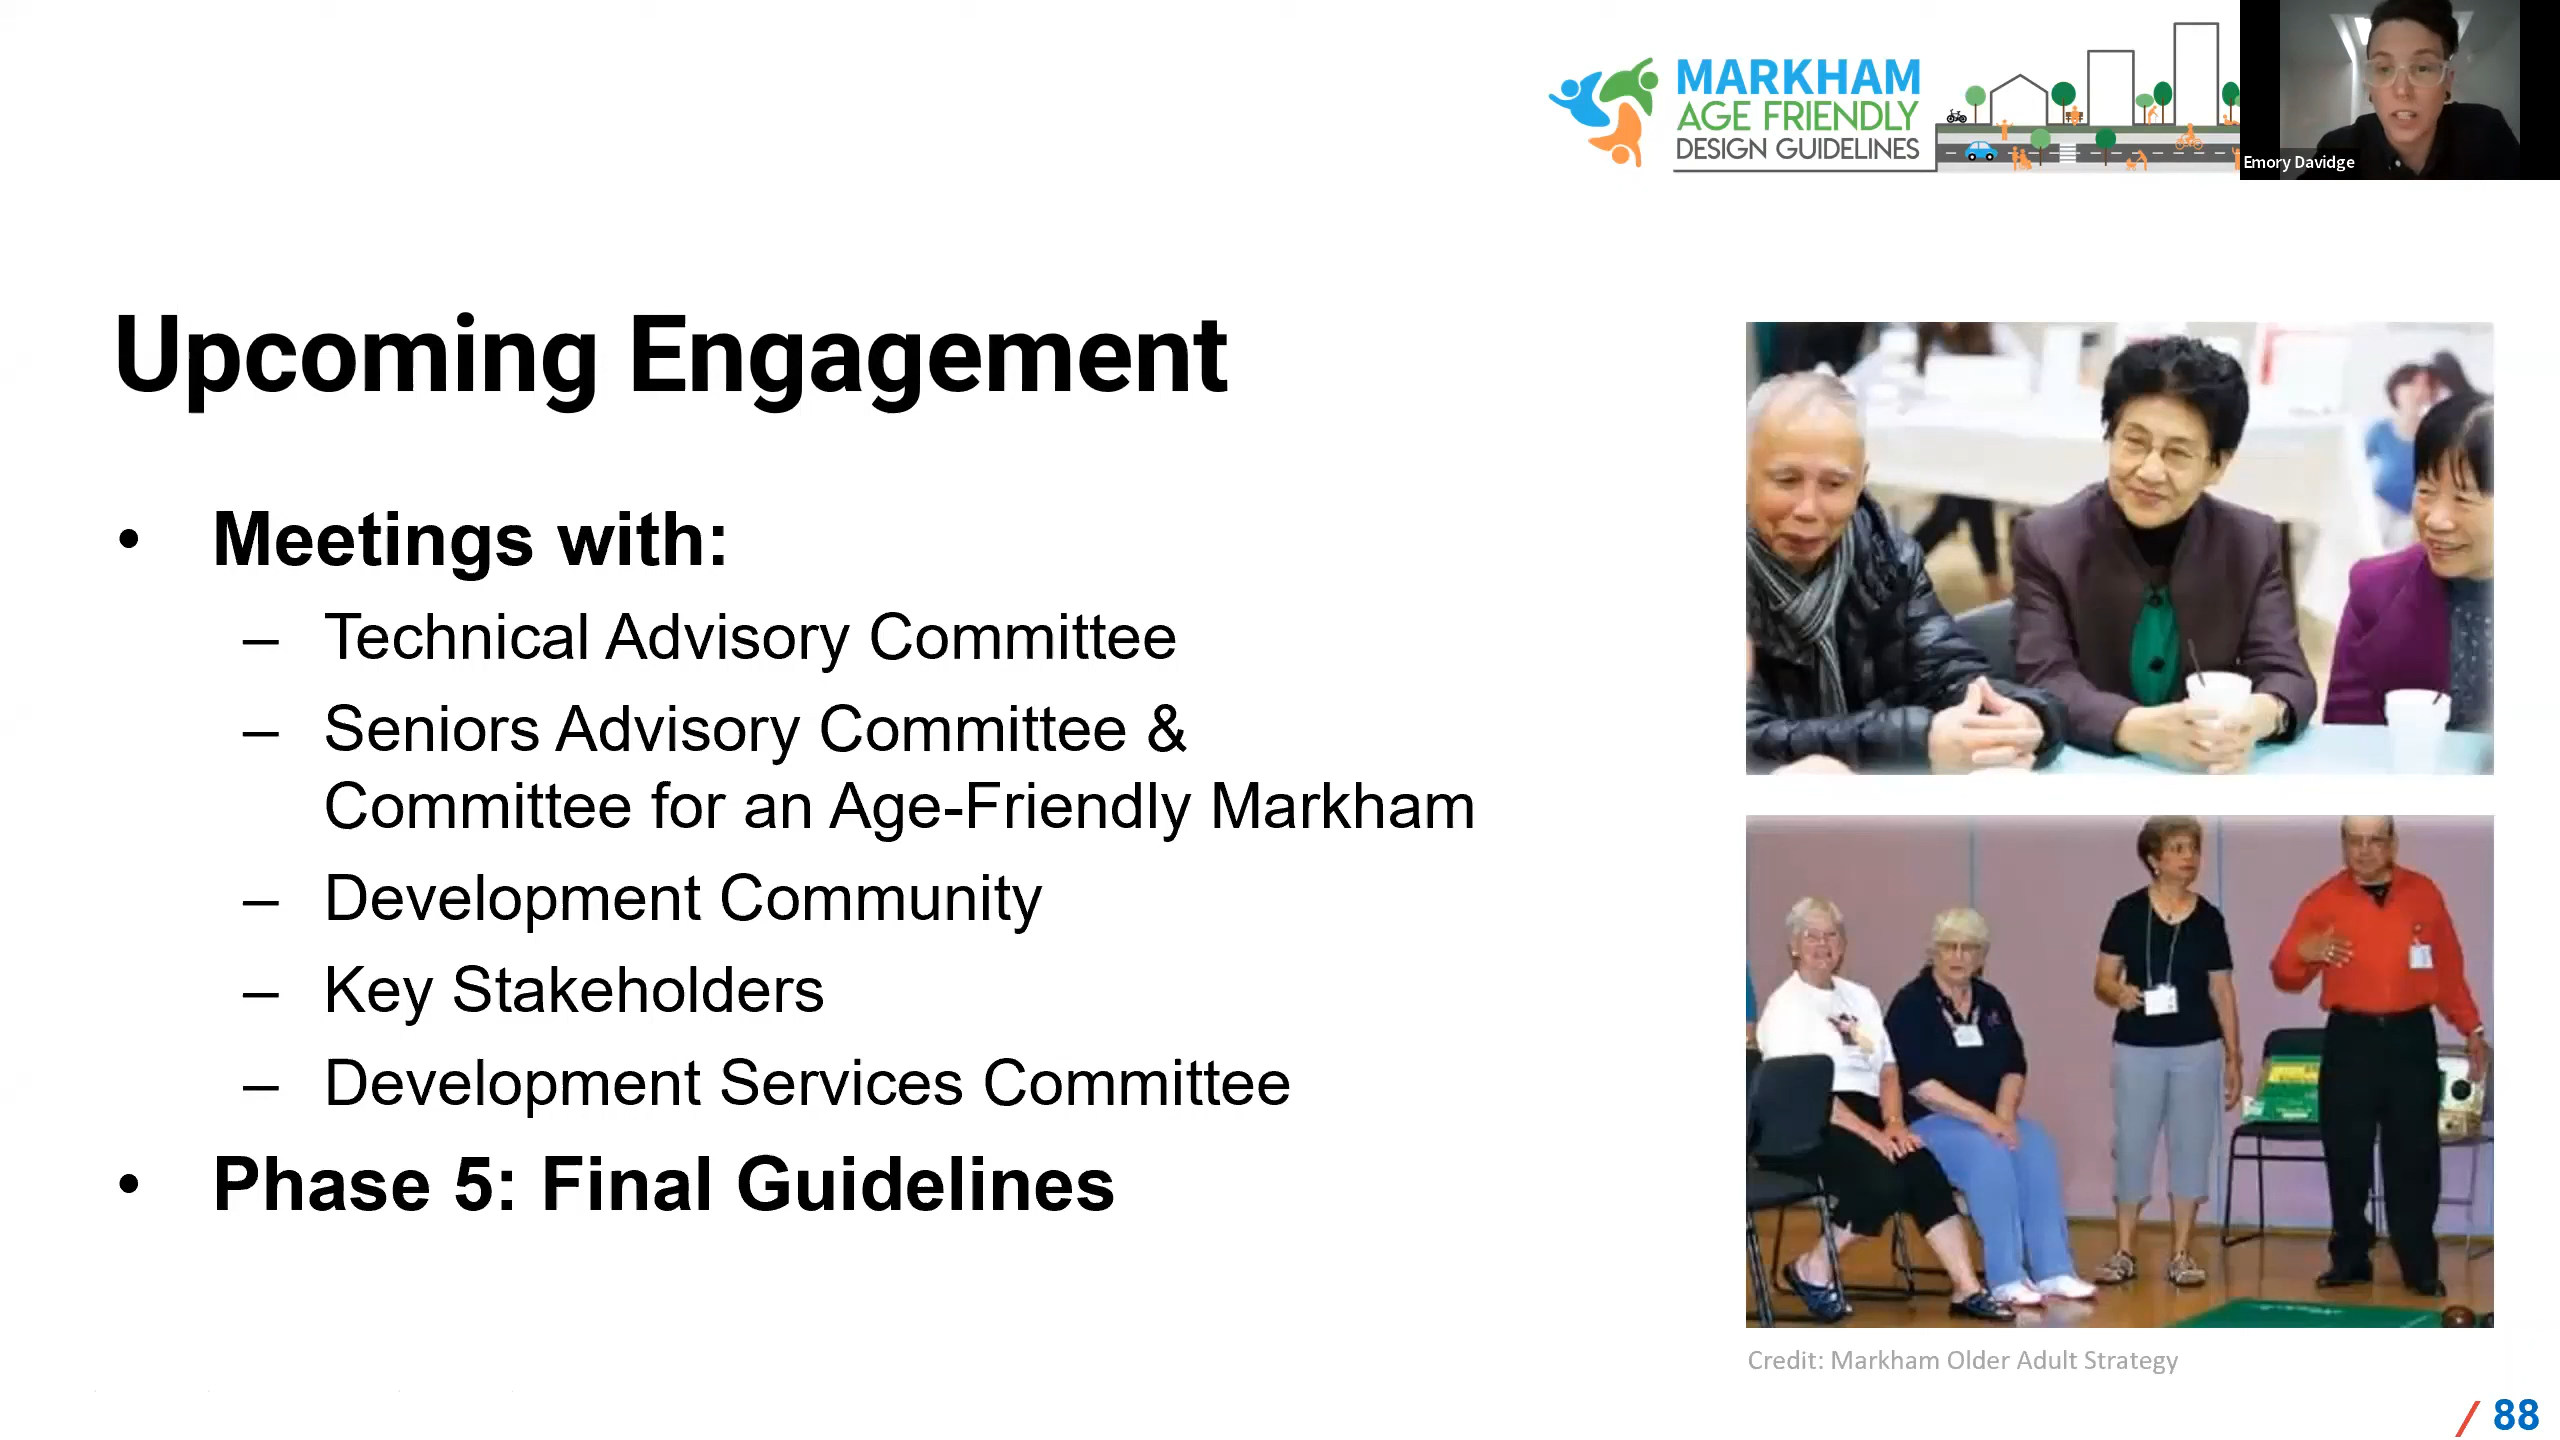 MARKHAM
AGE FRIENDLY
DESIGN GUIDELINES
Emory Davidge
Upcoming Engagement
• Meetings with:
– Technical Advisory Committee
– Seniors Advisory Committee &
Committee for an Age-Friendly Markham
– Development Community
– Key Stakeholders
– Development Services Committee
• Phase 5: Final Guidelines
Credit: Markham Older Adult Strategy
/ 88